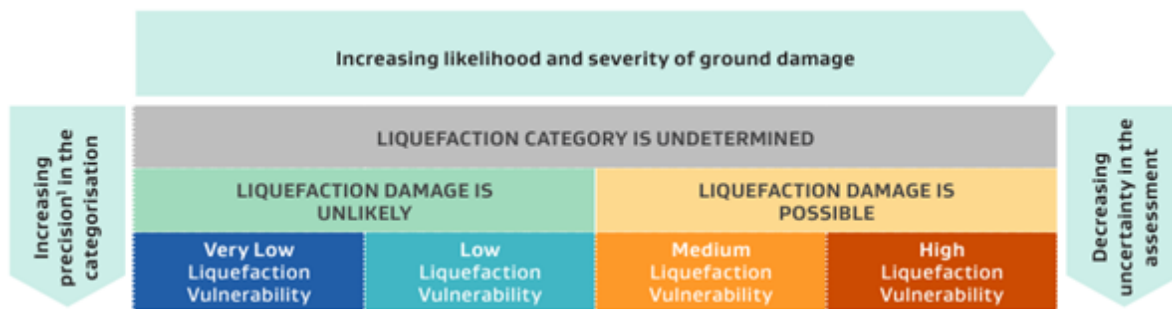 Increasing likelihood and severity of ground damage
Increasing
precision¹ in the
categorisation
LIQUEFACTION CATEGORY IS UNDETERMINED
LIQUEFACTION DAMAGE IS
UNLIKELY
LIQUEFACTION DAMAGE IS
POSSIBLE
Very Low
Liquefaction
Vulnerability
Low
Liquefaction
Vulnerability
Medium
Liquefaction
Vulnerability
High
Liquefaction
Vulnerability
Decreasing
uncertainty in the
assessment